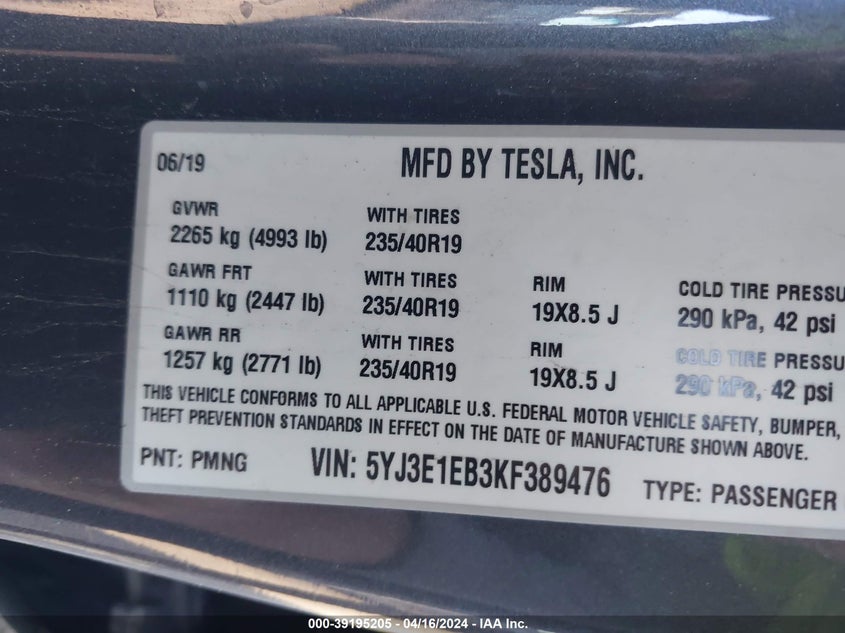 06/19 MFD BY TESLA, INC.
GVWR WITH TIRES
2265 kg (4993 lb) 235/40R19
GAWR FRT WITH TIRES RIM COLD TIRE PRESSU
1110 kg (2447 lb) 235/40R19 19X8.5 J 290 kPa, 42 psi
GAWR RR WITH TIRES RIM COLD TIRE PRESSU
1257 kg (2771 lb) 235/40R19 19X8.5 J 290 kPa, 42 psi
THIS VEHICLE CONFORMS TO ALL APPLICABLE U.S. FEDERAL MOTOR VEHICLE SAFETY, BUMPER,
THEFT PREVENTION STANDARDS IN EFFECT ON THE DATE OF MANUFACTURE SHOWN ABOVE.
PNT: PMNG VIN: 5YJ3E1EB3KF389476 TYPE: PASSENGER
000-39195205 - 04/16/2024 - IAA Inc.